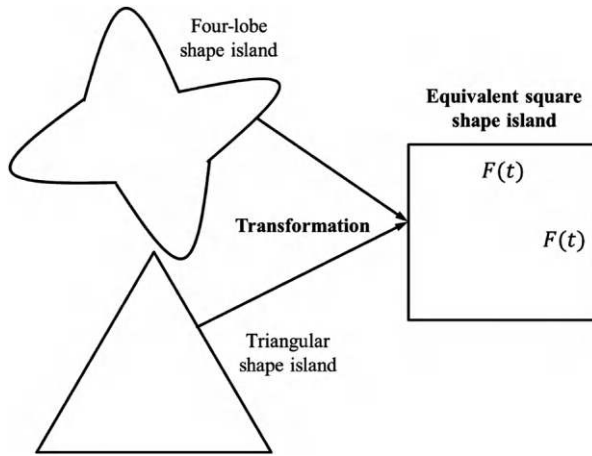 Four-lobe
shape island
Equivalent square
shape island
F(t)
F(t)
Transformation
Triangular
shape island